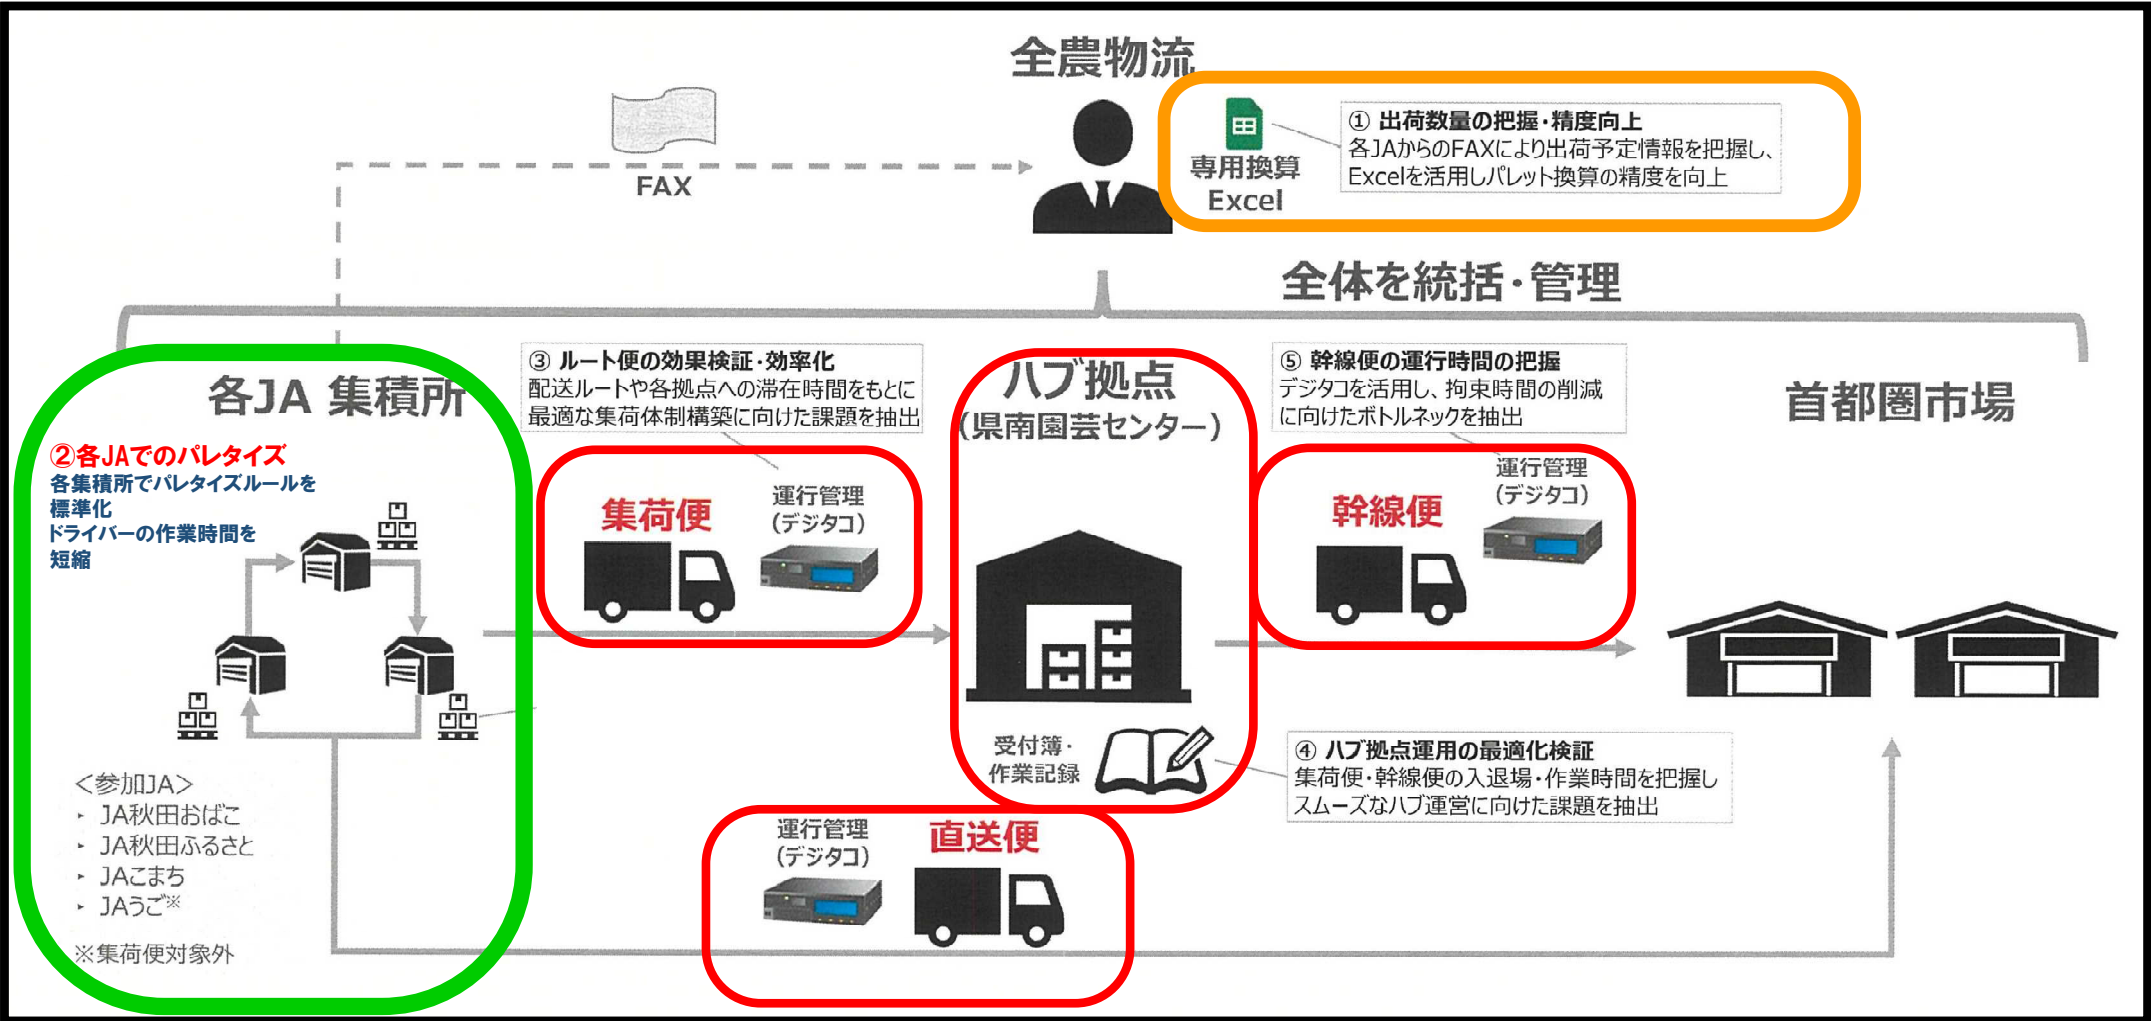 全農物流
FAX
専用換算
Excel
① 出荷数量の把握・精度向上
各JAからのFAXにより出荷予定情報を把握し、
Excelを活用しパレット換算の精度を向上
全体を統括・管理
各JA 集積所
②各JAでのパレタイズ
各集積所でパレタイズルールを
標準化
ドライバーの作業時間を
短縮
<参加JA>
・ JA秋田おばこ
・ JA秋田ふるさと
・ JAこまち
・ JAうご※
※集荷便対象外
③ ルート便の効果検証・効率化
配送ルートや各拠点への滞在時間をもとに
最適な集荷体制構築に向けた課題を抽出
集荷便
運行管理
(デジタコ)
ハブ拠点
(県南園芸センター)
受付簿・
作業記録
⑤ 幹線便の運行時間の把握
デジタコを活用し、拘束時間の削減
に向けたボトルネックを抽出
幹線便
運行管理
(デジタコ)
首都圏市場
④ ハブ拠点運用の最適化検証
集荷便・幹線便の入退場・作業時間を把握し
スムーズなハブ運営に向けた課題を抽出
運行管理
(デジタコ)
直送便